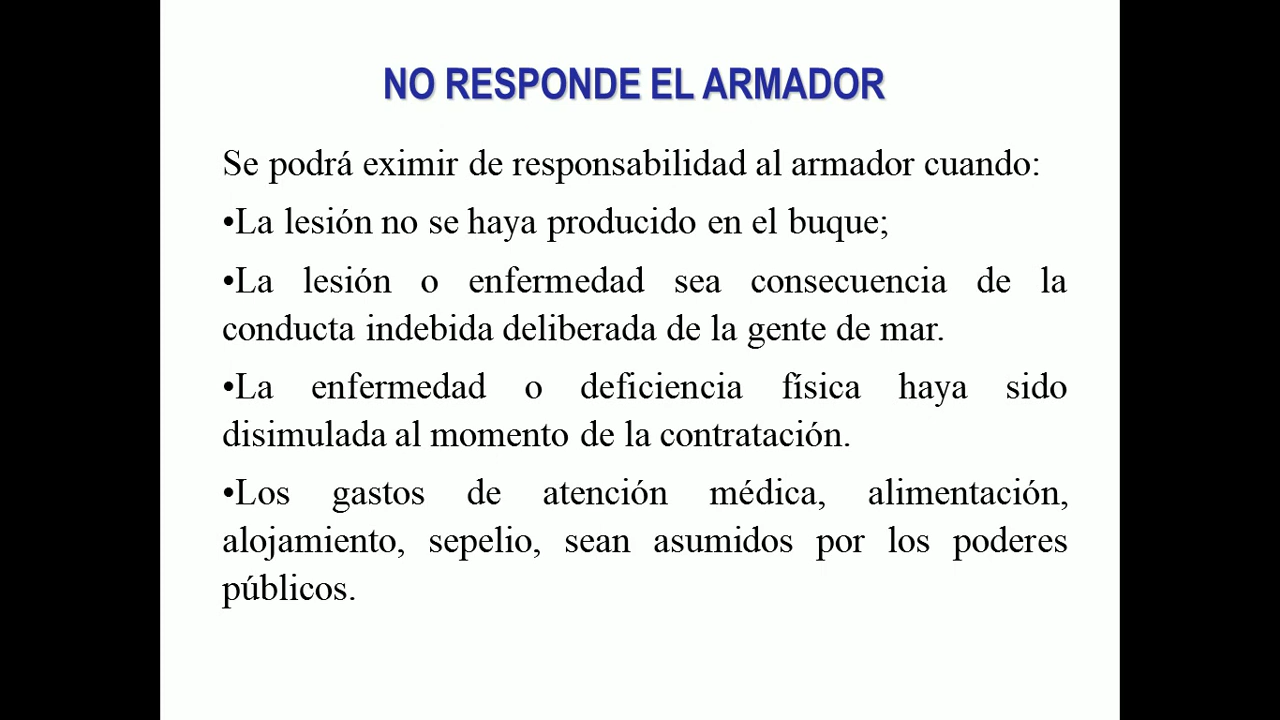 NO RESPONDE EL ARMADOR
Se podrá eximir de responsabilidad al armador cuando:
•La lesión no se haya producido en el buque;
•La lesión o enfermedad sea consecuencia de la
conducta indebida deliberada de la gente de mar.
•La enfermedad o deficiencia física haya sido
disimulada al momento de la contratación.
•Los gastos de atención médica, alimentación,
alojamiento, sepelio, sean asumidos por los poderes
públicos.